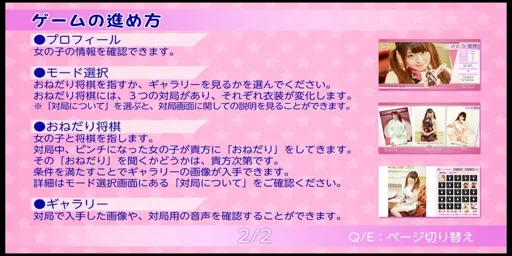 ゲームの進め方
●プロフィール
女の子の情報を確認できます。
●モード選択
おねだり将棋を指すか、ギャラリーを見るかを選んでください。
おねだり将棋には、３つの対局があり、それぞれ衣装が変化します。
※「対局について」を選ぶと、対局画面に関しての説明を見ることができます。
●おねだり将棋
女の子と将棋を指します。
対局中、ピンチになった女の子が貴方に「おねだり」をしてきます。
その「おねだり」を聞くかどうかは、貴方次第です。
条件を満たすことでギャラリーの画像が入手できます。
詳細はモード選択画面にある「対局について」をご確認ください。
●ギャラリー
対局で入手した画像や、対局用の音声を確認することができます。
2/2
Q/E：ページ切り替え